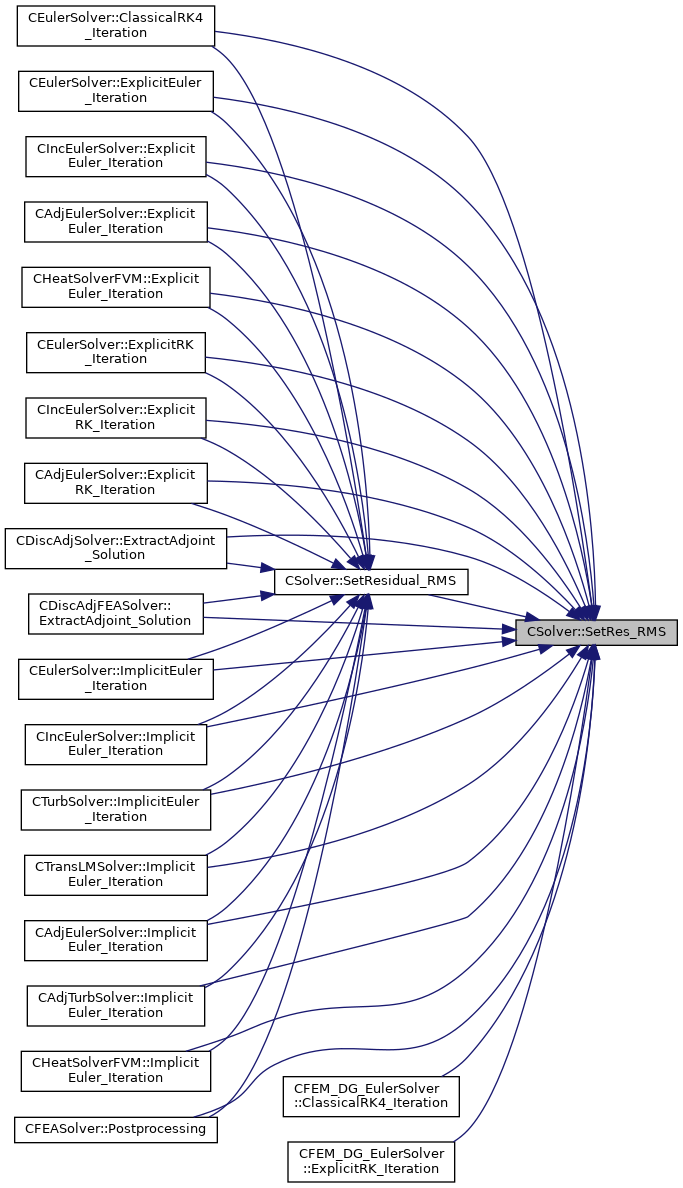 CEulerSolver::ClassicalRK4
_Iteration
CEulerSolver::ExplicitEuler
_Iteration
CIncEulerSolver::Explicit
Euler_Iteration
CAdjEulerSolver::Explicit
Euler_Iteration
CHeatSolverFVM::Explicit
Euler_Iteration
CEulerSolver::ExplicitRK
_Iteration
CIncEulerSolver::Explicit
RK_Iteration
CAdjEulerSolver::Explicit
RK_Iteration
CDiscAdjSolver::ExtractAdjoint
_Solution
CSolver::SetResidual_RMS
CDiscAdjFEASolver::
ExtractAdjoint_Solution
CSolver::SetRes_RMS
CEulerSolver::ImplicitEuler
_Iteration
CIncEulerSolver::Implicit
Euler_Iteration
CTurbSolver::ImplicitEuler
_Iteration
CTransLMSolver::Implicit
Euler_Iteration
CAdjEulerSolver::Implicit
Euler_Iteration
CAdjTurbSolver::Implicit
Euler_Iteration
CHeatSolverFVM::Implicit
Euler_Iteration
CFEM_DG_EulerSolver
::ClassicalRK4_Iteration
CFEASolver::Postprocessing
CFEM_DG_EulerSolver
::ExplicitRK_Iteration